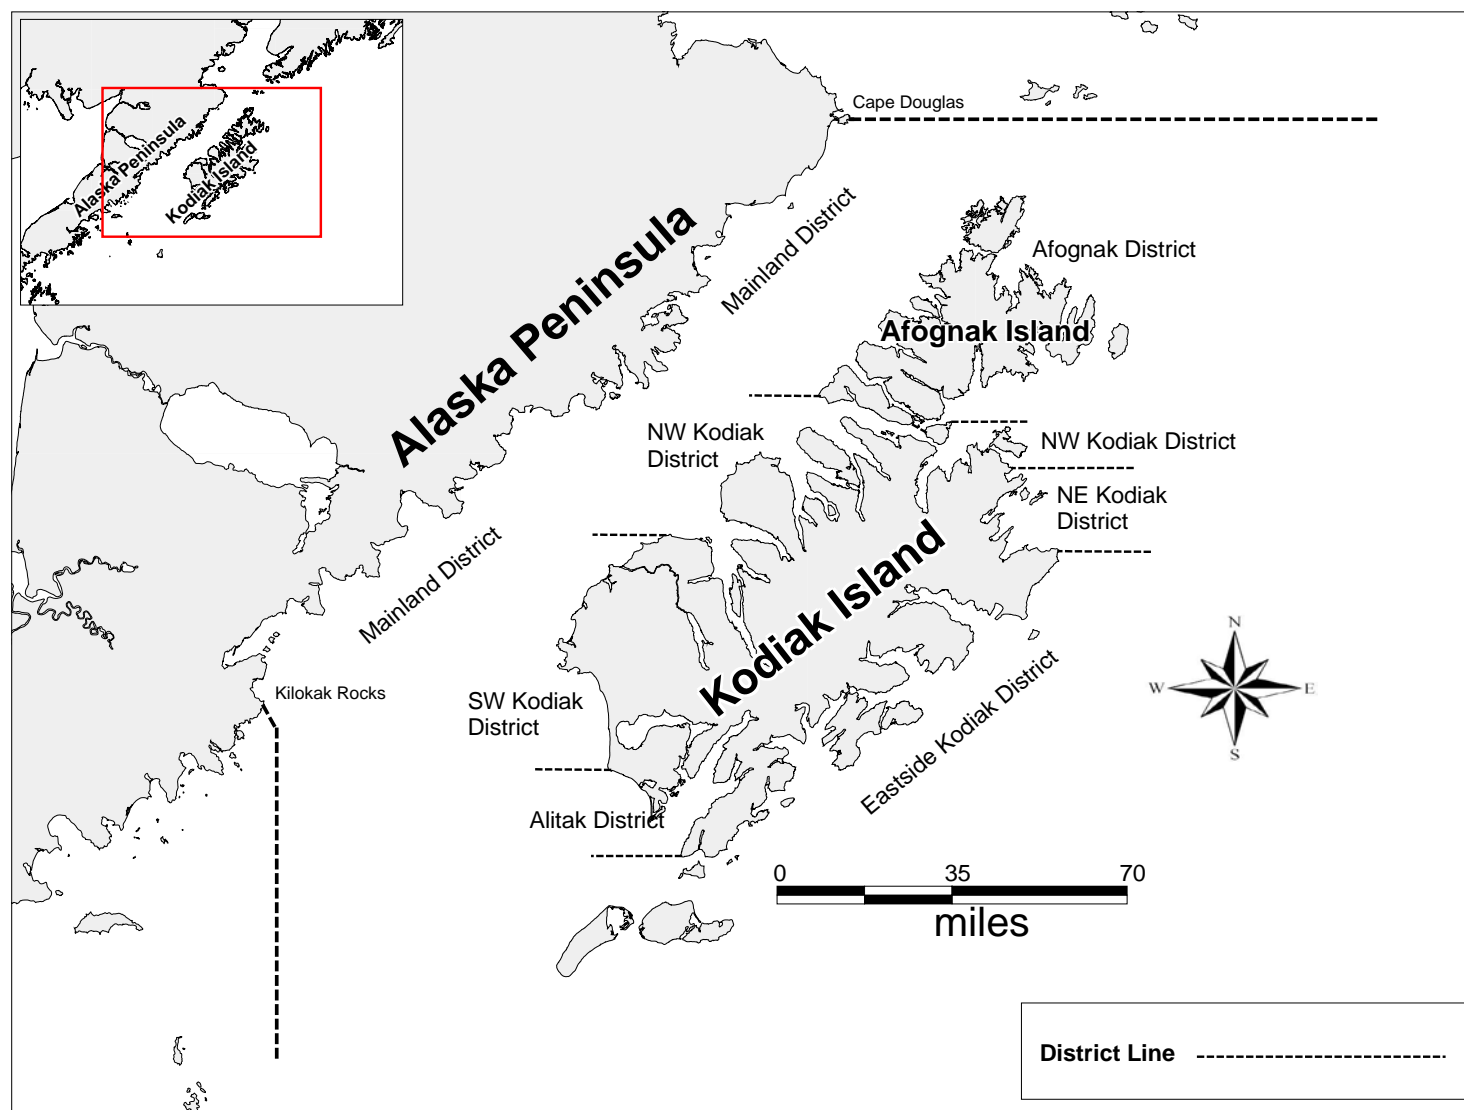 Alaska Peninsula
Kodiak Island
Cape Douglas
Mainland District
Afognak District
Alaska Peninsula
Afognak Island
NW Kodiak
District
NW Kodiak District
NE Kodiak
District
Mainland District
Kodiak Island
Kilokak Rocks
SW Kodiak
District
Eastside Kodiak District
N
W
E
S
Alitak District
0 35 70
miles
District Line